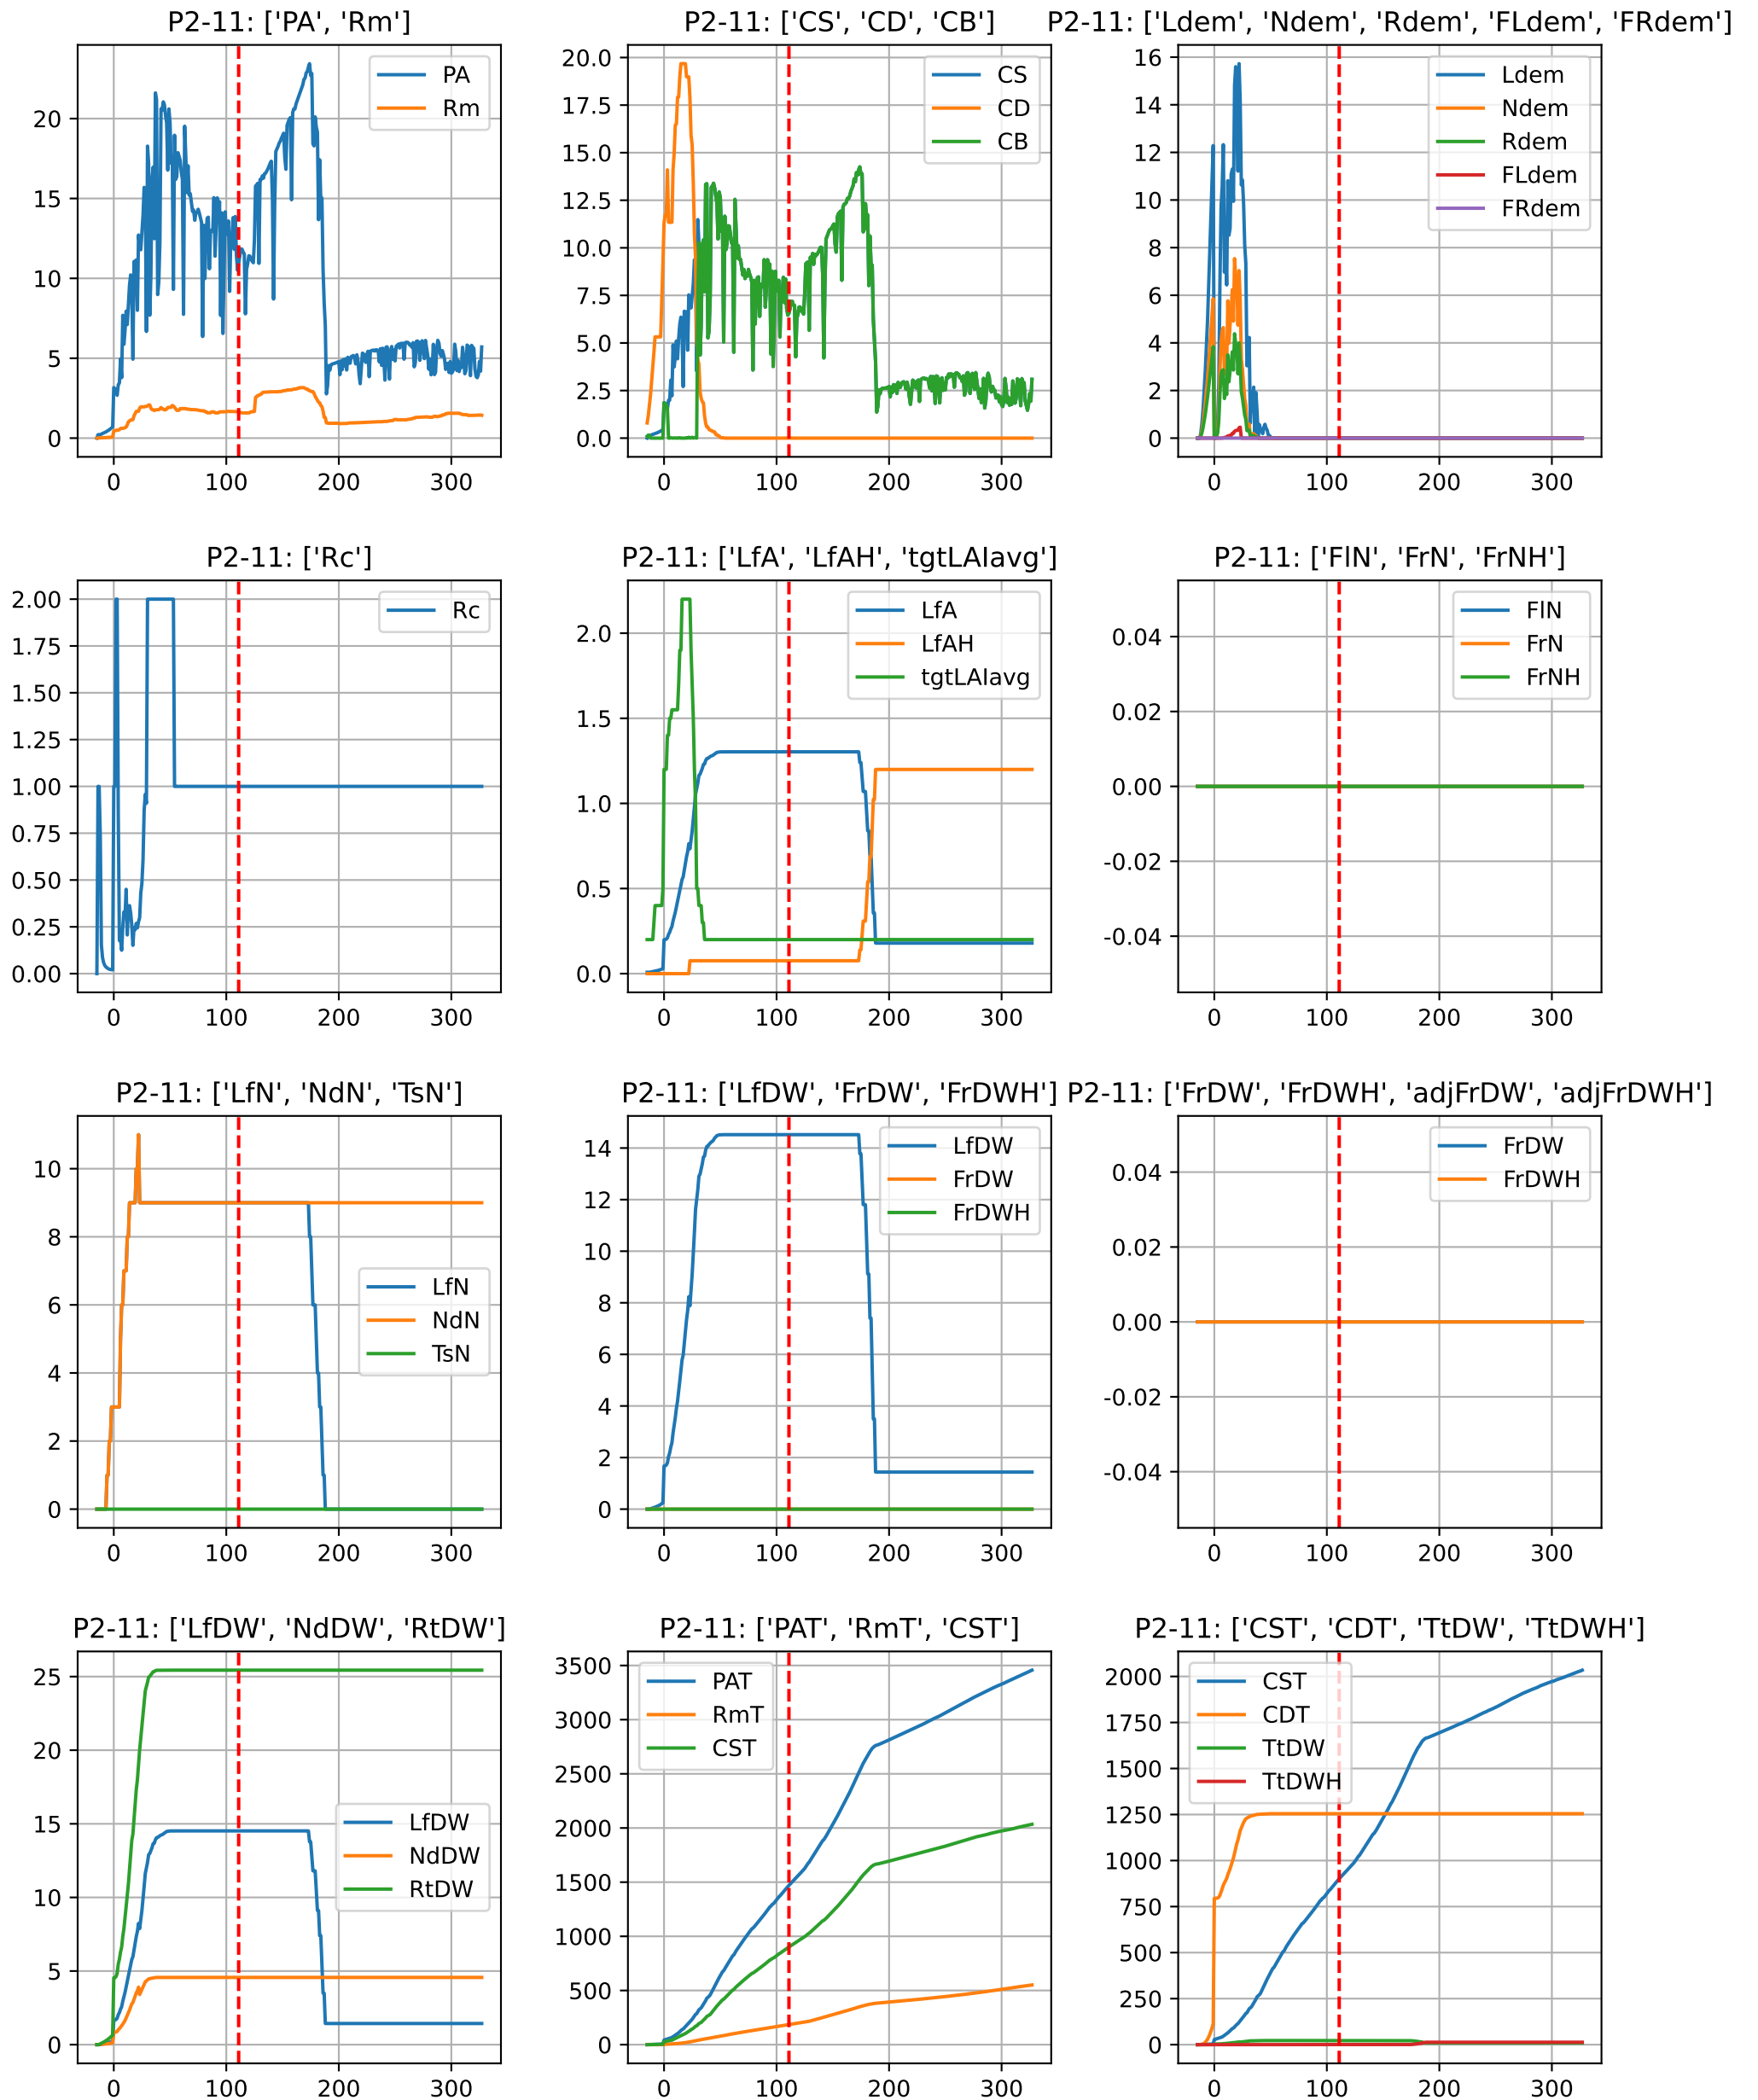 P2-11: ['PA', 'Rm']
PA
Rm
20
15
10
5
0
0 100 200 300
P2-11: ['CS', 'CD', 'CB']
CS
CD
CB
20.0
17.5
15.0
12.5
10.0
7.5
5.0
2.5
0.0
0 100 200 300
P2-11: ['Ldem', 'Ndem', 'Rdem', 'FLdem', 'FRdem']
Ldem
Ndem
Rdem
FLdem
FRdem
16
14
12
10
8
6
4
2
0
0 100 200 300
P2-11: ['Rc']
Rc
2.00
1.75
1.50
1.25
1.00
0.75
0.50
0.25
0.00
0 100 200 300
P2-11: ['LfA', 'LfAH', 'tgtLAIavg']
LfA
LfAH
tgtLAIavg
2.0
1.5
1.0
0.5
0.0
0 100 200 300
P2-11: ['FlN', 'FrN', 'FrNH']
FlN
FrN
FrNH
0.04
0.02
0.00
-0.02
-0.04
0 100 200 300
P2-11: ['LfN', 'NdN', 'TsN']
LfN
NdN
TsN
10
8
6
4
2
0
0 100 200 300
P2-11: ['LfDW', 'FrDW', 'FrDWH']
LfDW
FrDW
FrDWH
14
12
10
8
6
4
2
0
0 100 200 300
P2-11: ['FrDW', 'FrDWH', 'adjFrDW', 'adjFrDWH']
FrDW
FrDWH
0.04
0.02
0.00
-0.02
-0.04
0 100 200 300
P2-11: ['LfDW', 'NdDW', 'RtDW']
LfDW
NdDW
RtDW
25
20
15
10
5
0
0 100 200 300
P2-11: ['PAT', 'RmT', 'CST']
PAT
RmT
CST
3500
3000
2500
2000
1500
1000
500
0
0 100 200 300
P2-11: ['CST', 'CDT', 'TtDW', 'TtDWH']
CST
CDT
TtDW
TtDWH
2000
1750
1500
1250
1000
750
500
250
0
0 100 200 300